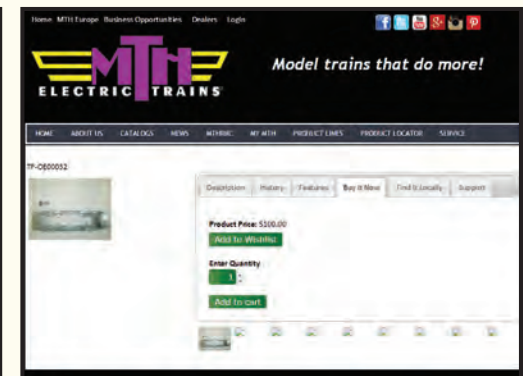 Home MTH Europe Business Opportunities Dealers Login
MTH
ELECTRIC TRAINS
Model trains that do more!
HOME ABOUT US CATALOGS NEWS MTHRRC MY MTH PRODUCT LINES PRODUCT LOCATOR SERVICE
Description History Features Buy It Now Find It Locally Support
Product Price: $100.00
Add to Wishlist
Enter Quantity
1
Add to cart